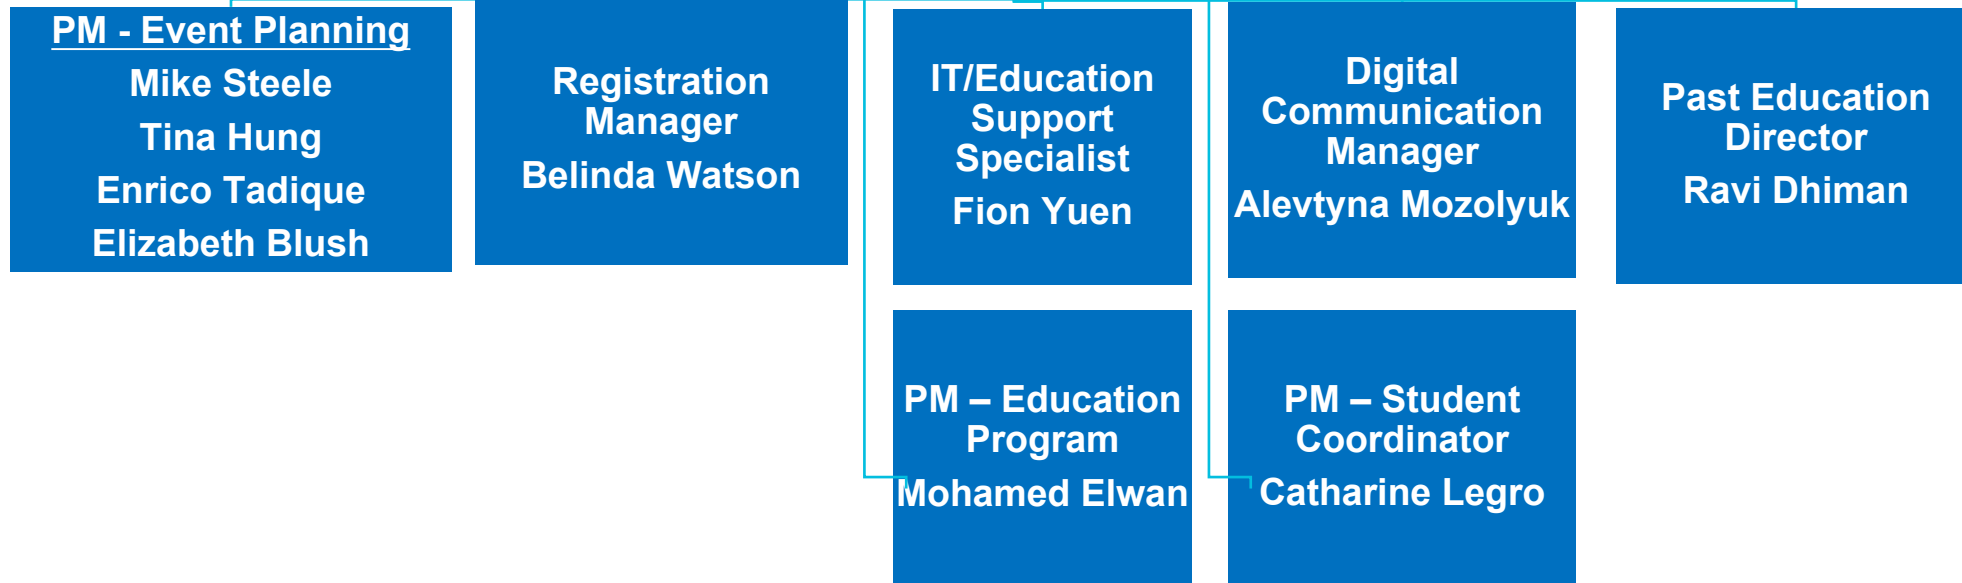 PM - Event Planning
Mike Steele
Tina Hung
Enrico Tadique
Elizabeth Blush
Registration
Manager
Belinda Watson
IT/Education
Support
Specialist
Fion Yuen
Digital
Communication
Manager
Alevtyna Mozolyuk
Past Education
Director
Ravi Dhiman
PM – Education
Program
Mohamed Elwan
PM – Student
Coordinator
Catharine Legro